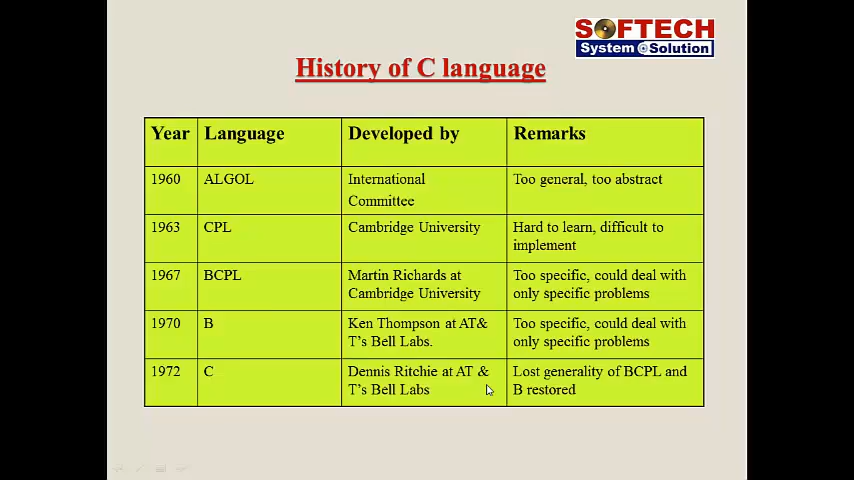 SOFTECH
System Solution
History of C language
Year Language Developed by Remarks
1960 ALGOL International Too general, too abstract
Committee
1963 CPL Cambridge University Hard to learn, difficult to
implement
1967 BCPL Martin Richards at Too specific, could deal with
Cambridge University only specific problems
1970 B Ken Thompson at AT& Too specific, could deal with
T's Bell Labs. only specific problems
1972 C Dennis Ritchie at AT & Lost generality of BCPL and
T's Bell Labs B restored